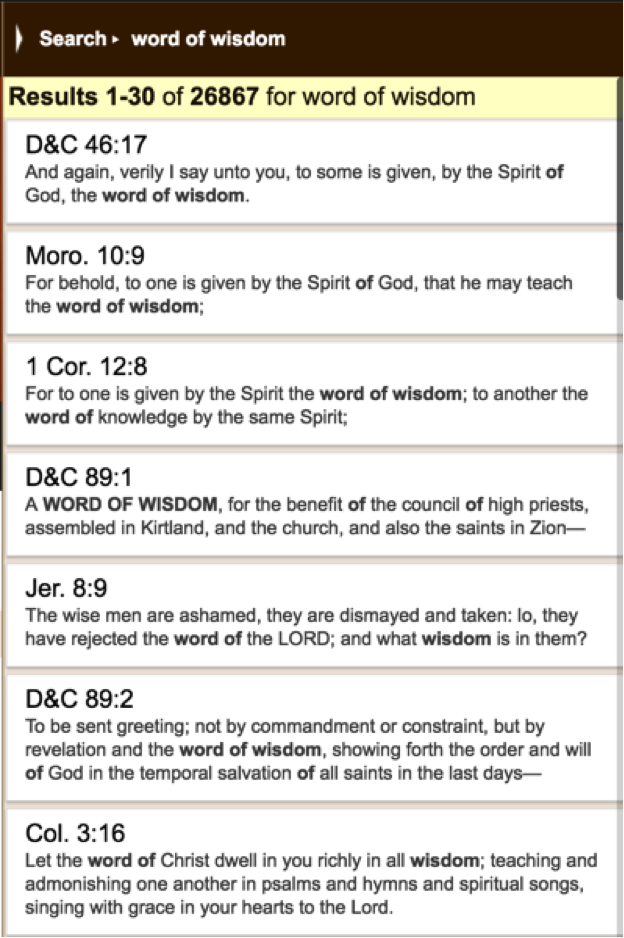 Search ▸ word of wisdom
Results 1-30 of 26867 for word of wisdom
D&C 46:17
And again, verily I say unto you, to some is given, by the Spirit of
God, the word of wisdom.
Moro. 10:9
For behold, to one is given by the Spirit of God, that he may teach
the word of wisdom;
1 Cor. 12:8
For to one is given by the Spirit the word of wisdom; to another the
word of knowledge by the same Spirit;
D&C 89:1
A WORD OF WISDOM, for the benefit of the council of high priests,
assembled in Kirtland, and the church, and also the saints in Zion—
Jer. 8:9
The wise men are ashamed, they are dismayed and taken: lo, they
have rejected the word of the LORD; and what wisdom is in them?
D&C 89:2
To be sent greeting; not by commandment or constraint, but by
revelation and the word of wisdom, showing forth the order and will
of God in the temporal salvation of all saints in the last days—
Col. 3:16
Let the word of Christ dwell in you richly in all wisdom; teaching and
admonishing one another in psalms and hymns and spiritual songs,
singing with grace in your hearts to the Lord.